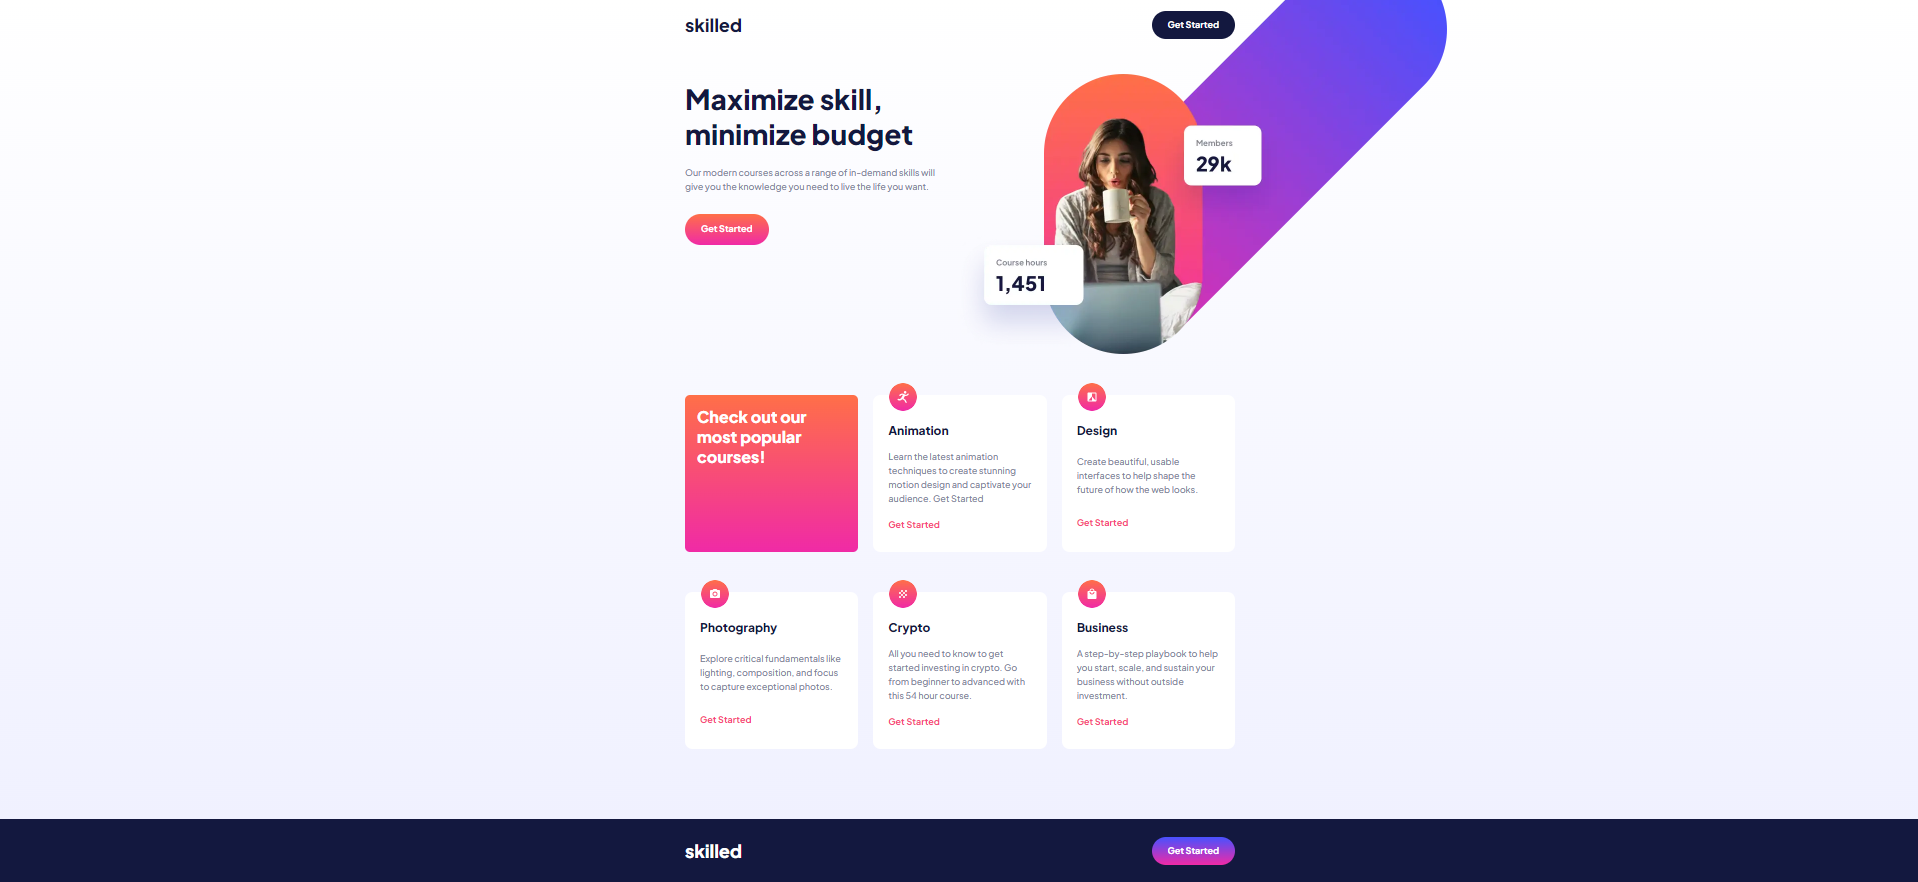 skilled
Get Started
Maximize skill,
minimize budget
Our modern courses across a range of in-demand skills will
give you the knowledge you need to live the life you want.
Get Started
Members
29k
Course hours
1,451
Check out our
most popular
courses!
Animation
Learn the latest animation
techniques to create stunning
motion design and captivate your
audience. Get Started
Get Started
Design
Create beautiful, usable
interfaces to help shape the
future of how the web looks.
Get Started
Photography
Explore critical fundamentals like
lighting, composition, and focus
to capture exceptional photos.
Get Started
Crypto
All you need to know to get
started investing in crypto. Go
from beginner to advanced with
this 54 hour course.
Get Started
Business
A step-by-step playbook to help
you start, scale, and sustain your
business without outside
investment.
Get Started
skilled
Get Started